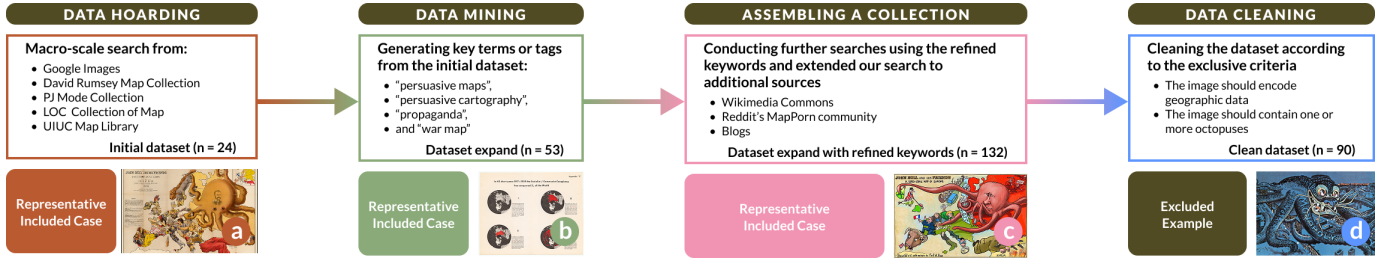 DATA HOARDING
Macro-scale search from:
• Google Images
• David Rumsey Map Collection
• PJ Mode Collection
• LOC Collection of Map
• UIUC Map Library
Initial dataset (n = 24)
Representative
Included Case
a
DATA MINING
Generating key terms or tags
from the initial dataset:
• “persuasive maps”,
• “persuasive cartography”,
• “propaganda”,
• and “war map”
Dataset expand (n = 53)
Representative
Included Case
b
ASSEMBLING A COLLECTION
Conducting further searches using the refined
keywords and extended our search to
additional sources
• Wikimedia Commons
• Reddit’s MapPorn community
• Blogs
Dataset expand with refined keywords (n = 132)
Representative
Included Case
c
DATA CLEANING
Cleaning the dataset according
to the exclusive criteria
• The image should encode
geographic data
• The image should contain one or
more octopuses
Clean dataset (n = 90)
Excluded
Example
d